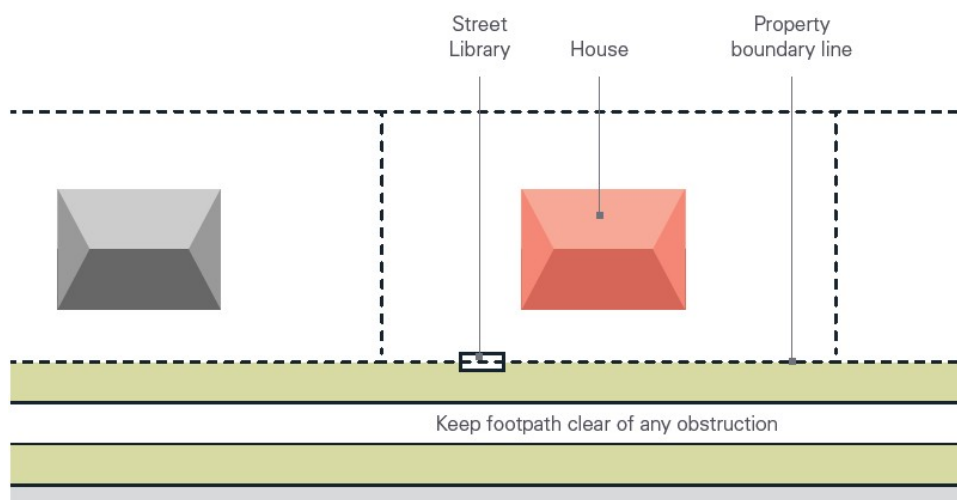 Street
Library
House
Property
boundary line
Keep footpath clear of any obstruction